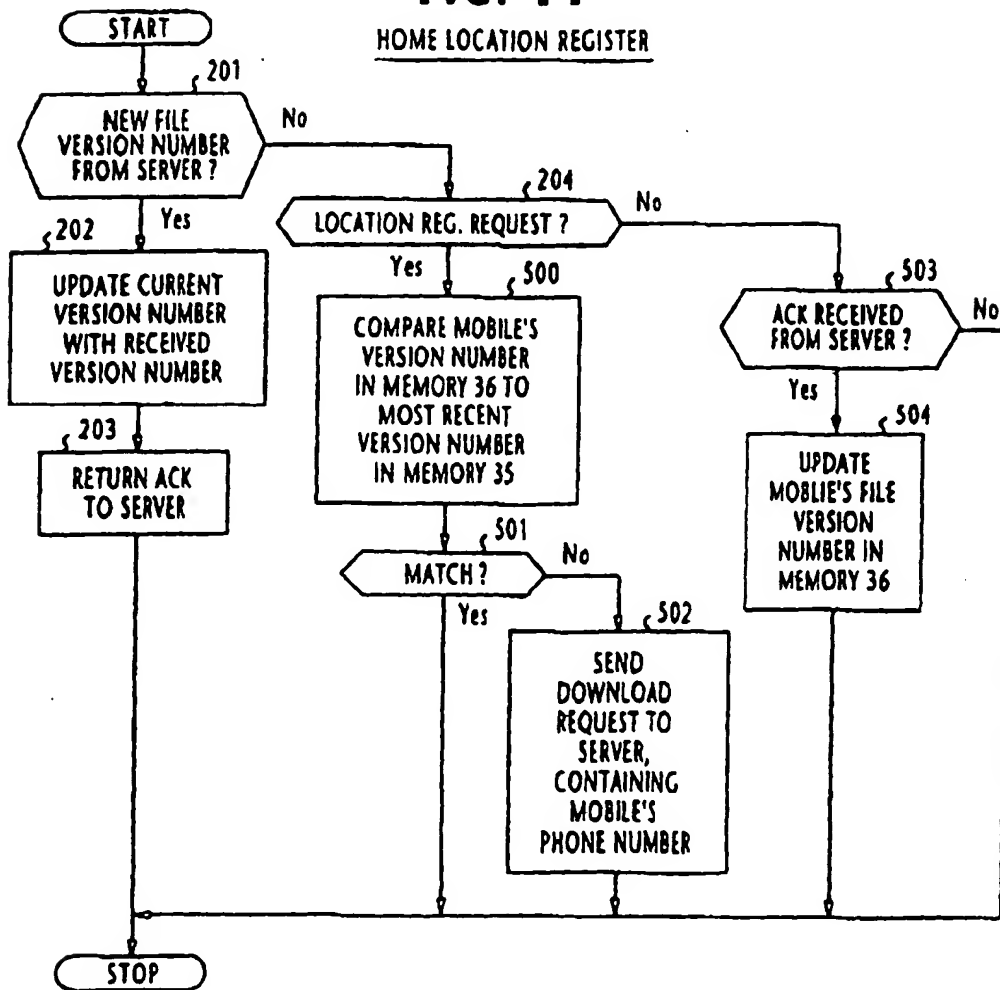 START
HOME LOCATION REGISTER
201
NEW FILE
VERSION NUMBER
FROM SERVER ?
No
Yes
204
LOCATION REG. REQUEST ?
No
Yes
202
UPDATE CURRENT
VERSION NUMBER
WITH RECEIVED
VERSION NUMBER
203
RETURN ACK
TO SERVER
500
COMPARE MOBILE'S
VERSION NUMBER
IN MEMORY 36 TO
MOST RECENT
VERSION NUMBER
IN MEMORY 35
501
MATCH ?
No
Yes
502
SEND
DOWNLOAD
REQUEST TO
SERVER,
CONTAINING
MOBILE'S
PHONE NUMBER
503
ACK RECEIVED
FROM SERVER ?
No
Yes
504
UPDATE
MOBLIE'S FILE
VERSION
NUMBER IN
MEMORY 36
STOP